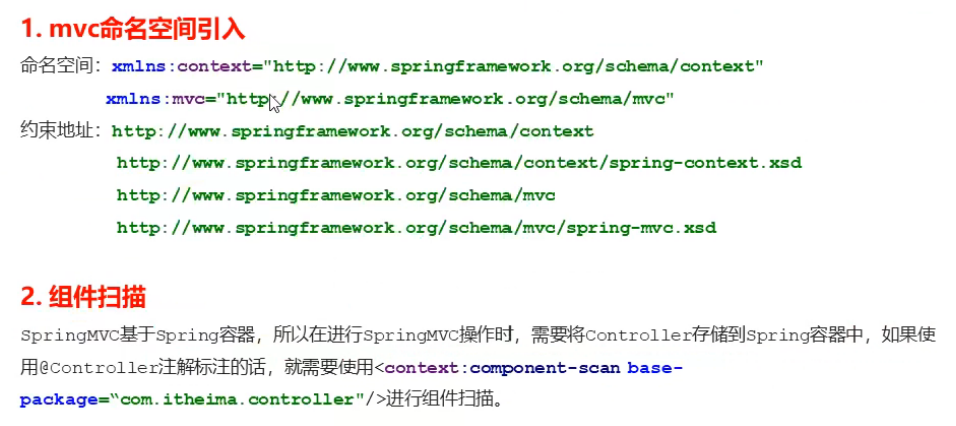 1. mvc命名空间引入
命名空间：xmlns:context="http://www.springframework.org/schema/context"
xmlns:mvc="http://www.springframework.org/schema/mvc"
约束地址：http://www.springframework.org/schema/context
http://www.springframework.org/schema/context/spring-context.xsd
http://www.springframework.org/schema/mvc
http://www.springframework.org/schema/mvc/spring-mvc.xsd
2. 组件扫描
SpringMVC基于Spring容器，所以在进行SpringMVC操作时，需要将Controller存储到Spring容器中，如果使
用@Controller注解标注的话，就需要使用<context:component-scan base-
package=“com.itheima.controller"/>进行组件扫描。